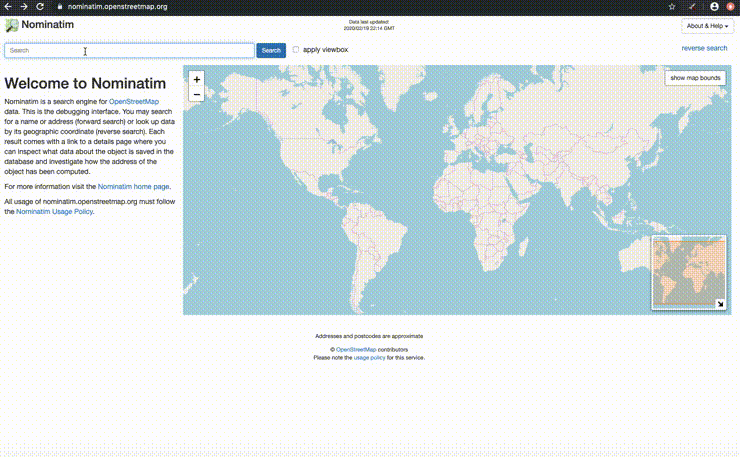 nominatim.openstreetmap.org
Nominatim
Data last updated:
2020/02/19 22:14 GMT
About & Help
Search
Search
apply viewbox
reverse search
Welcome to Nominatim
Nominatim is a search engine for OpenStreetMap
data. This is the debugging interface. You may search
for a name or address (forward search) or look up data
by its geographic coordinate (reverse search). Each
result comes with a link to a details page where you
can inspect what data about the object is saved in the
database and investigate how the address of the
object has been computed.
For more information visit the Nominatim home page.
All usage of nominatim.openstreetmap.org must follow
the Nominatim Usage Policy.
+
−
show map bounds
Addresses and postcodes are approximate
© OpenStreetMap contributors
Please note the usage policy for this service.